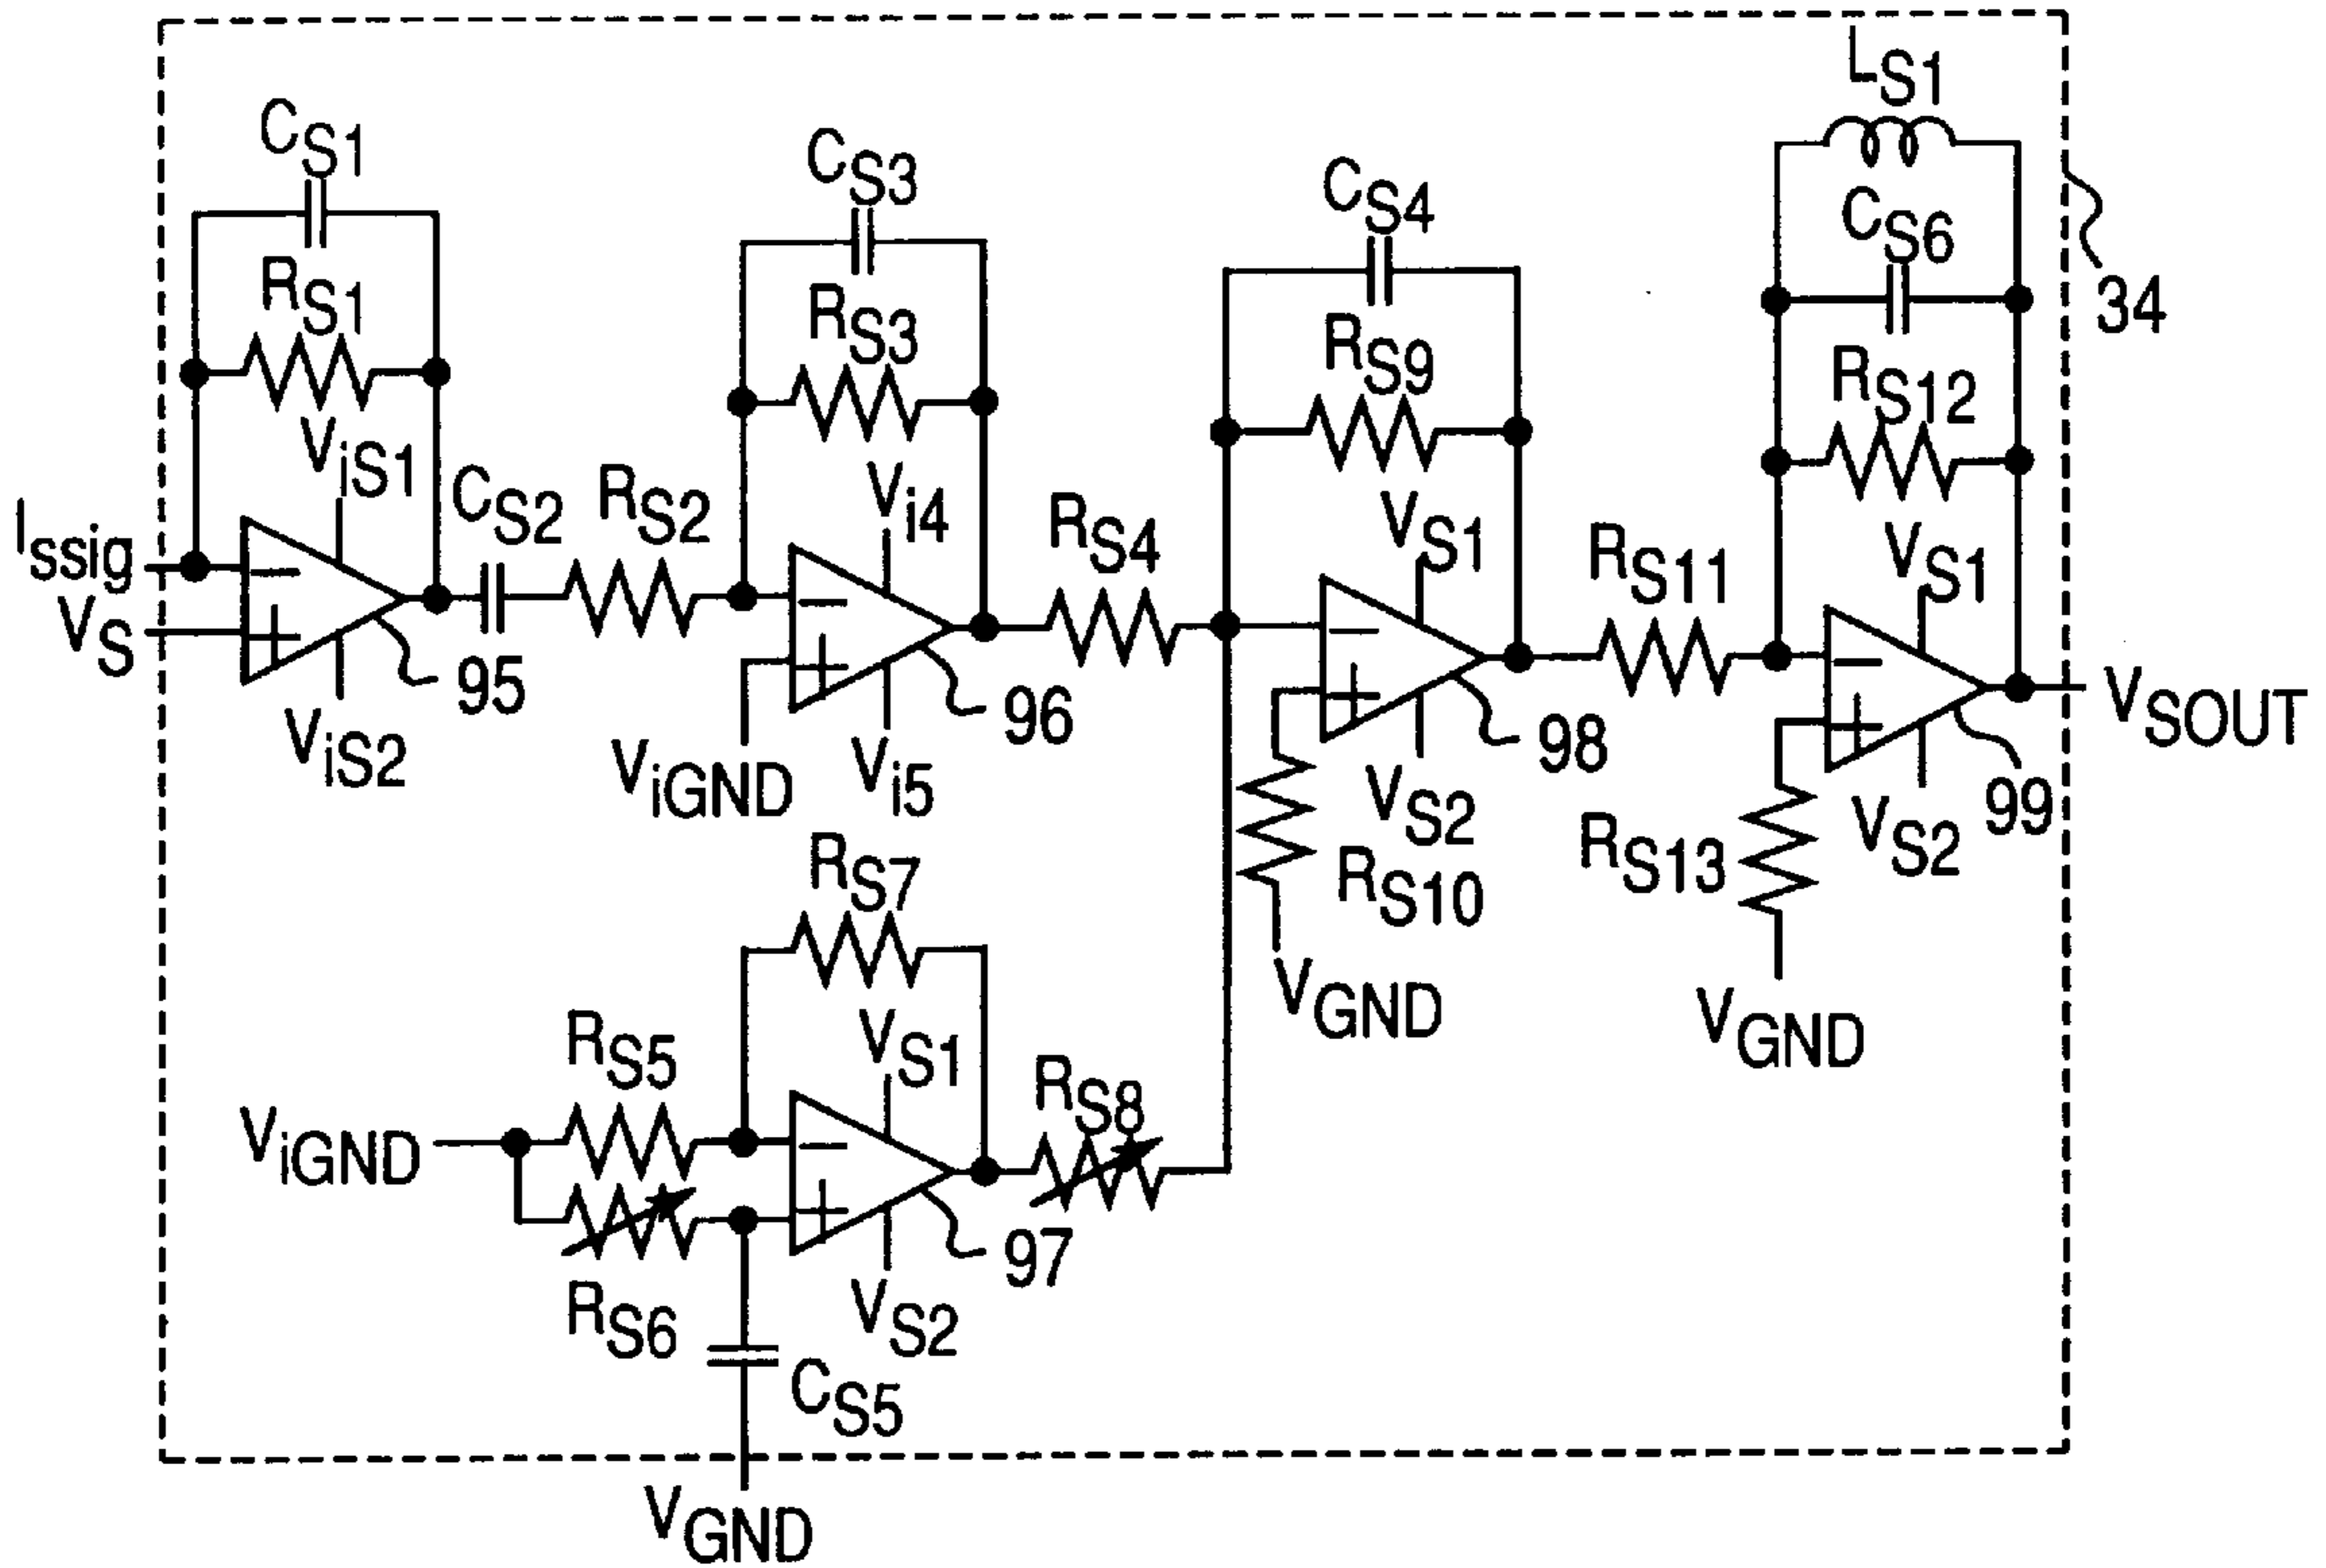 LS1
CS1
CS3
CS4
CS6
34
RS1
RS3
RS9
RS12
ViS1
Vi4
VS1
VS1
Issig
VS
CS2
RS2
RS4
RS11
95
96
98
99
VSOUT
ViS2
ViGND
Vi5
VS2
VS2
RS10
RS13
VGND
VGND
RS7
VS1
RS5
RS8
ViGND
RS6
97
VS2
CS5
VGND